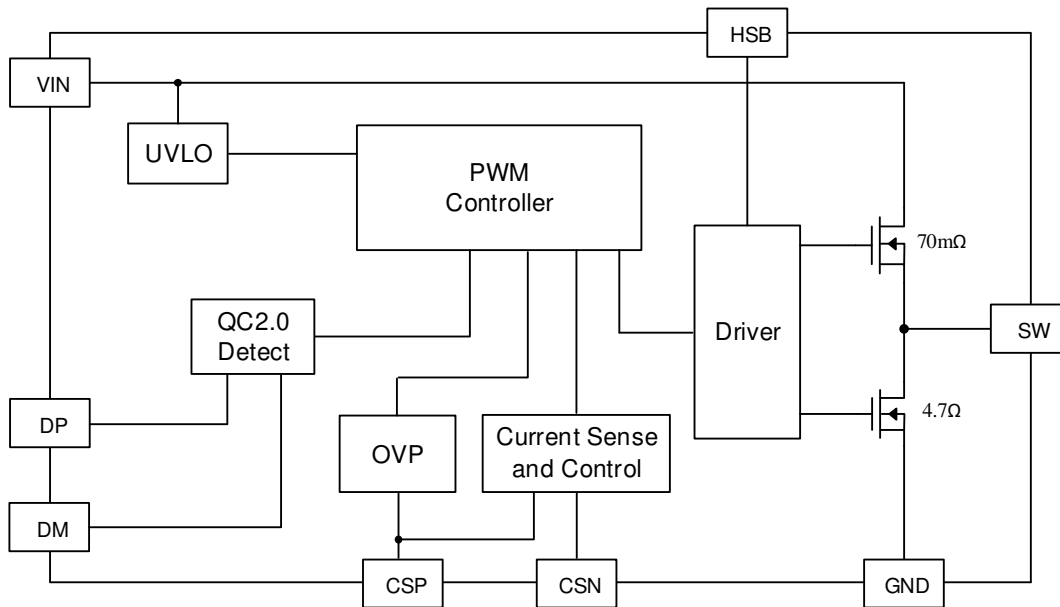 HSB
VIN
UVLO
PWM
Controller
70mΩ
QC2.0
Detect
Driver
SW
DP
OVP
Current Sense
and Control
4.7Ω
DM
CSP
CSN
GND